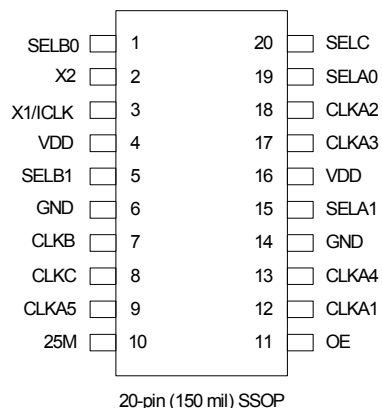 SELB0 1 20 SELC
X2 2 19 SELA0
X1/ICLK 3 18 CLKA2
VDD 4 17 CLKA3
SELB1 5 16 VDD
GND 6 15 SELA1
CLKB 7 14 GND
CLKC 8 13 CLKA4
CLKA5 9 12 CLKA1
25M 10 11 OE
20-pin (150 mil) SSOP